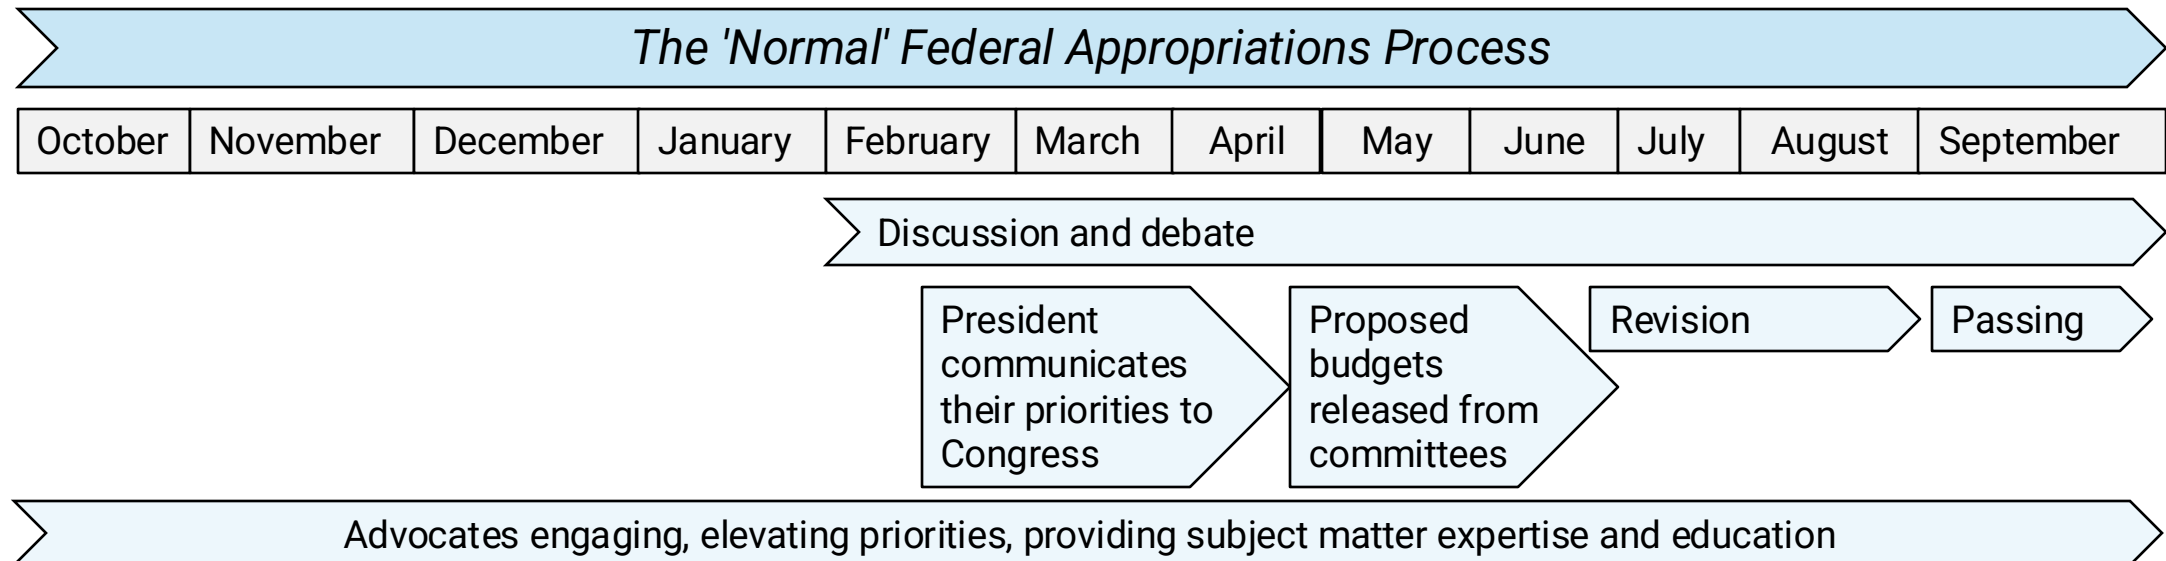 The 'Normal' Federal Appropriations Process
October November December January February March April May June July August September
Discussion and debate
President
communicates
their priorities to
Congress
Proposed
budgets
released from
committees
Revision
Passing
Advocates engaging, elevating priorities, providing subject matter expertise and education